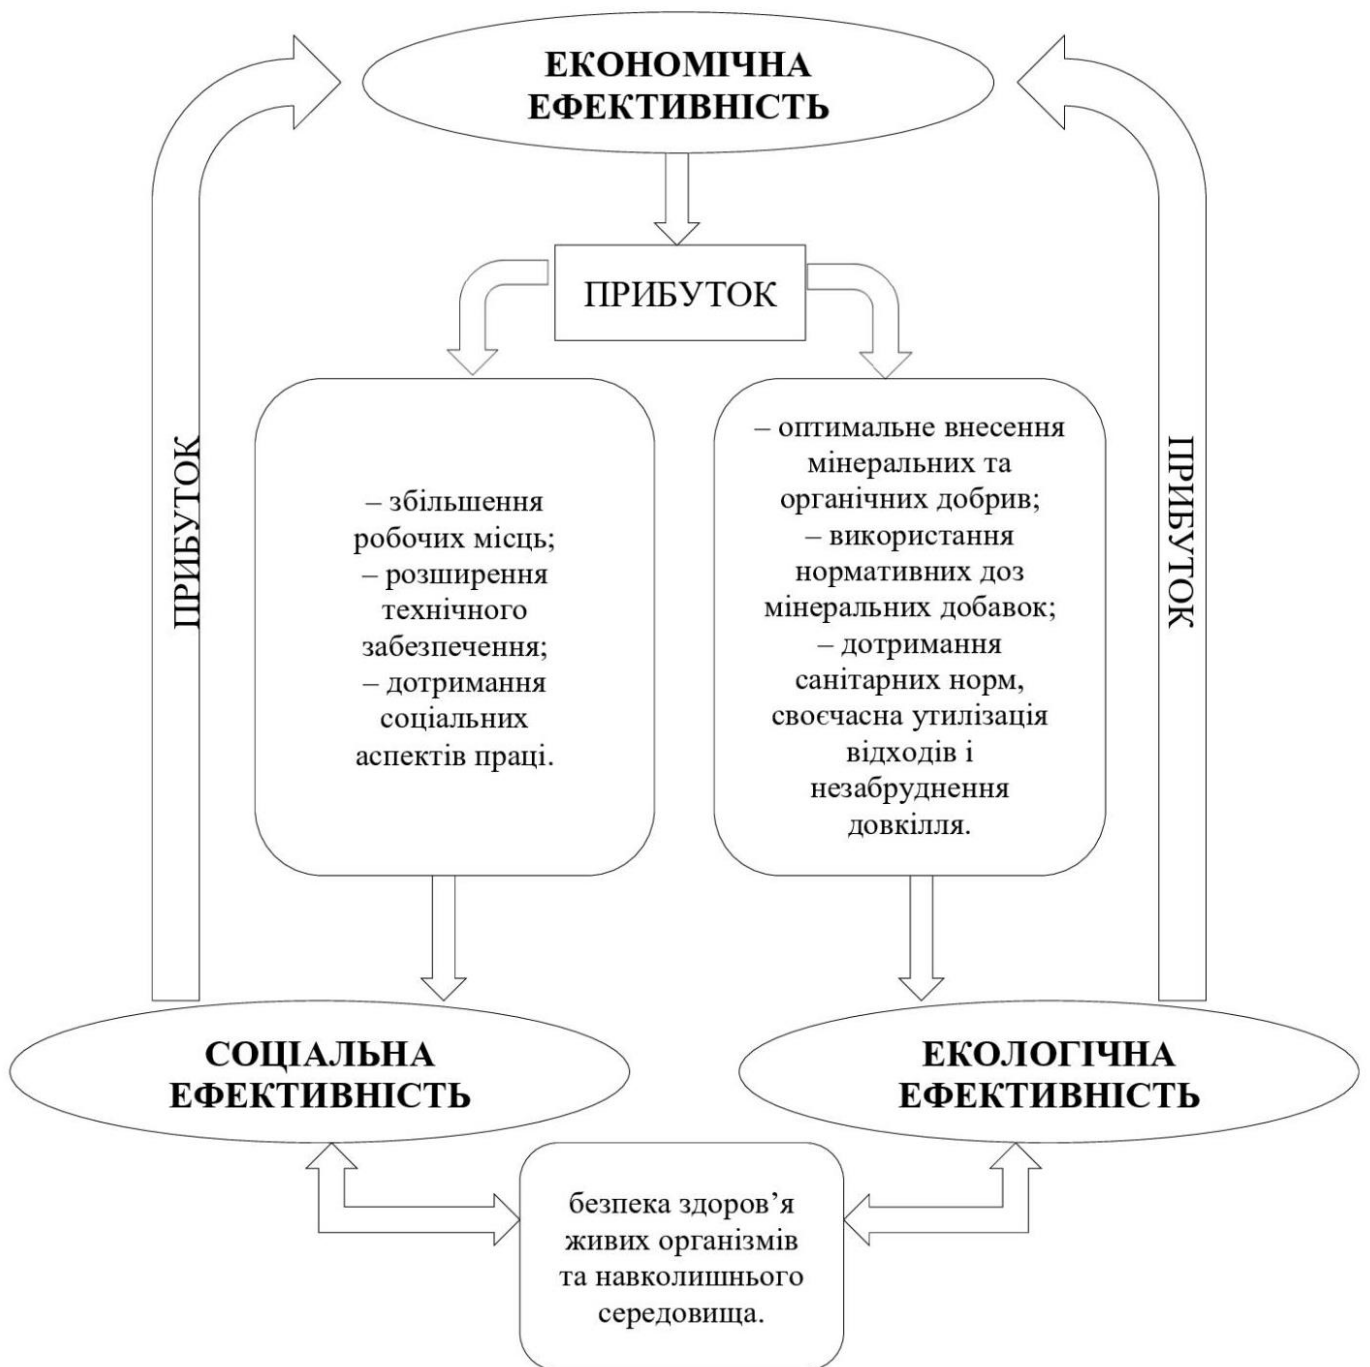 ЕКОНОМІЧНА
ЕФЕКТИВНІСТЬ
ПРИБУТОК
ПРИБУТОК
– збільшення
робочих місць;
– розширення
технічного
забезпечення;
– дотримання
соціальних
аспектів праці.
– оптимальне внесення
мінеральних та
органічних добрив;
– використання
нормативних доз
мінеральних добавок;
– дотримання
санітарних норм,
своєчасна утилізація
відходів і
незабруднення
довкілля.
ПРИБУТОК
СОЦІАЛЬНА
ЕФЕКТИВНІСТЬ
ЕКОЛОГІЧНА
ЕФЕКТИВНІСТЬ
безпека здоров’я
живих організмів
та навколишнього
середовища.